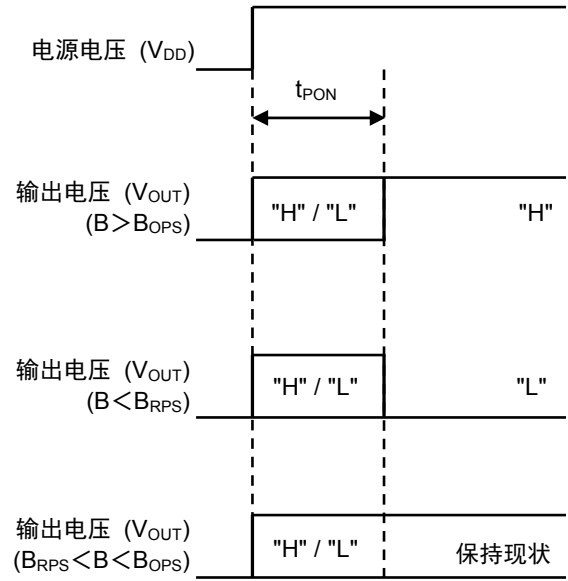 电源电压 (VDD)
tPON
输出电压 (VOUT)
(B＞BOPS)
"H" / "L"
"H"
输出电压 (VOUT)
(B＜BRPS)
"H" / "L"
"L"
输出电压 (VOUT)
(BRPS＜B＜BOPS)
"H" / "L"
保持现状